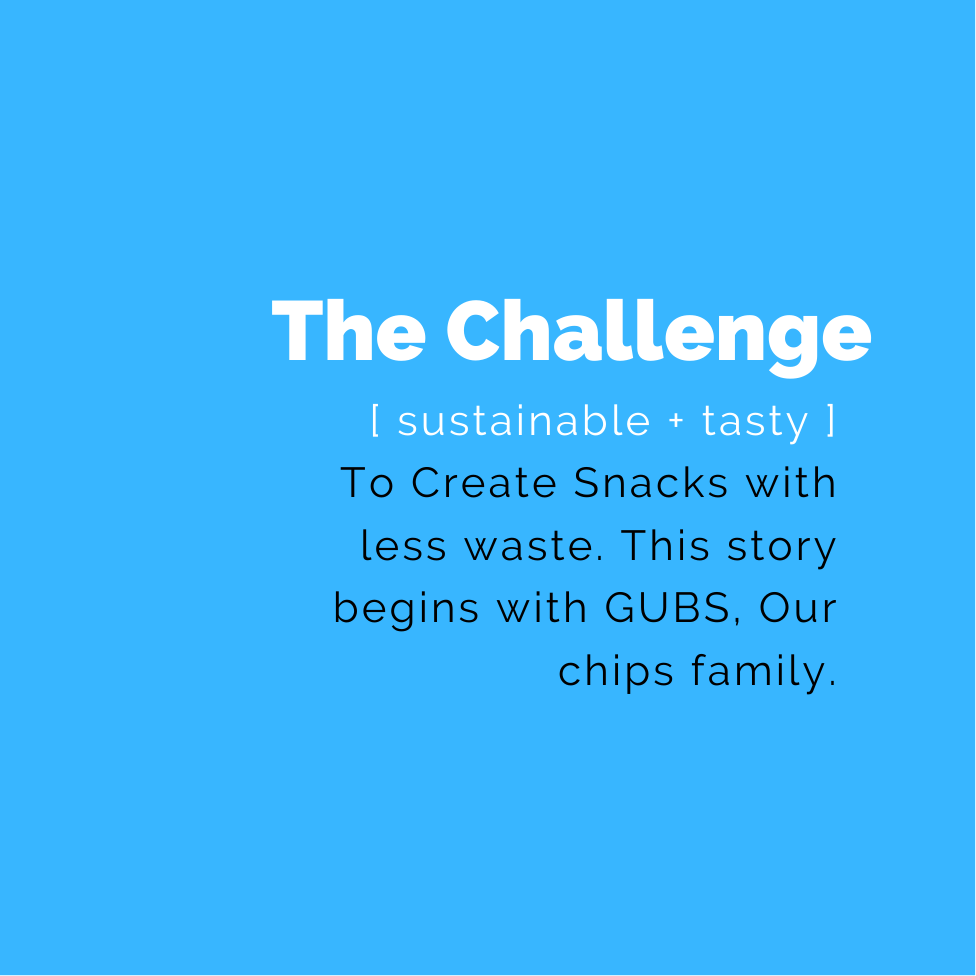 The Challenge
[ sustainable + tasty ]
To Create Snacks with
less waste. This story
begins with GUBS, Our
chips family.